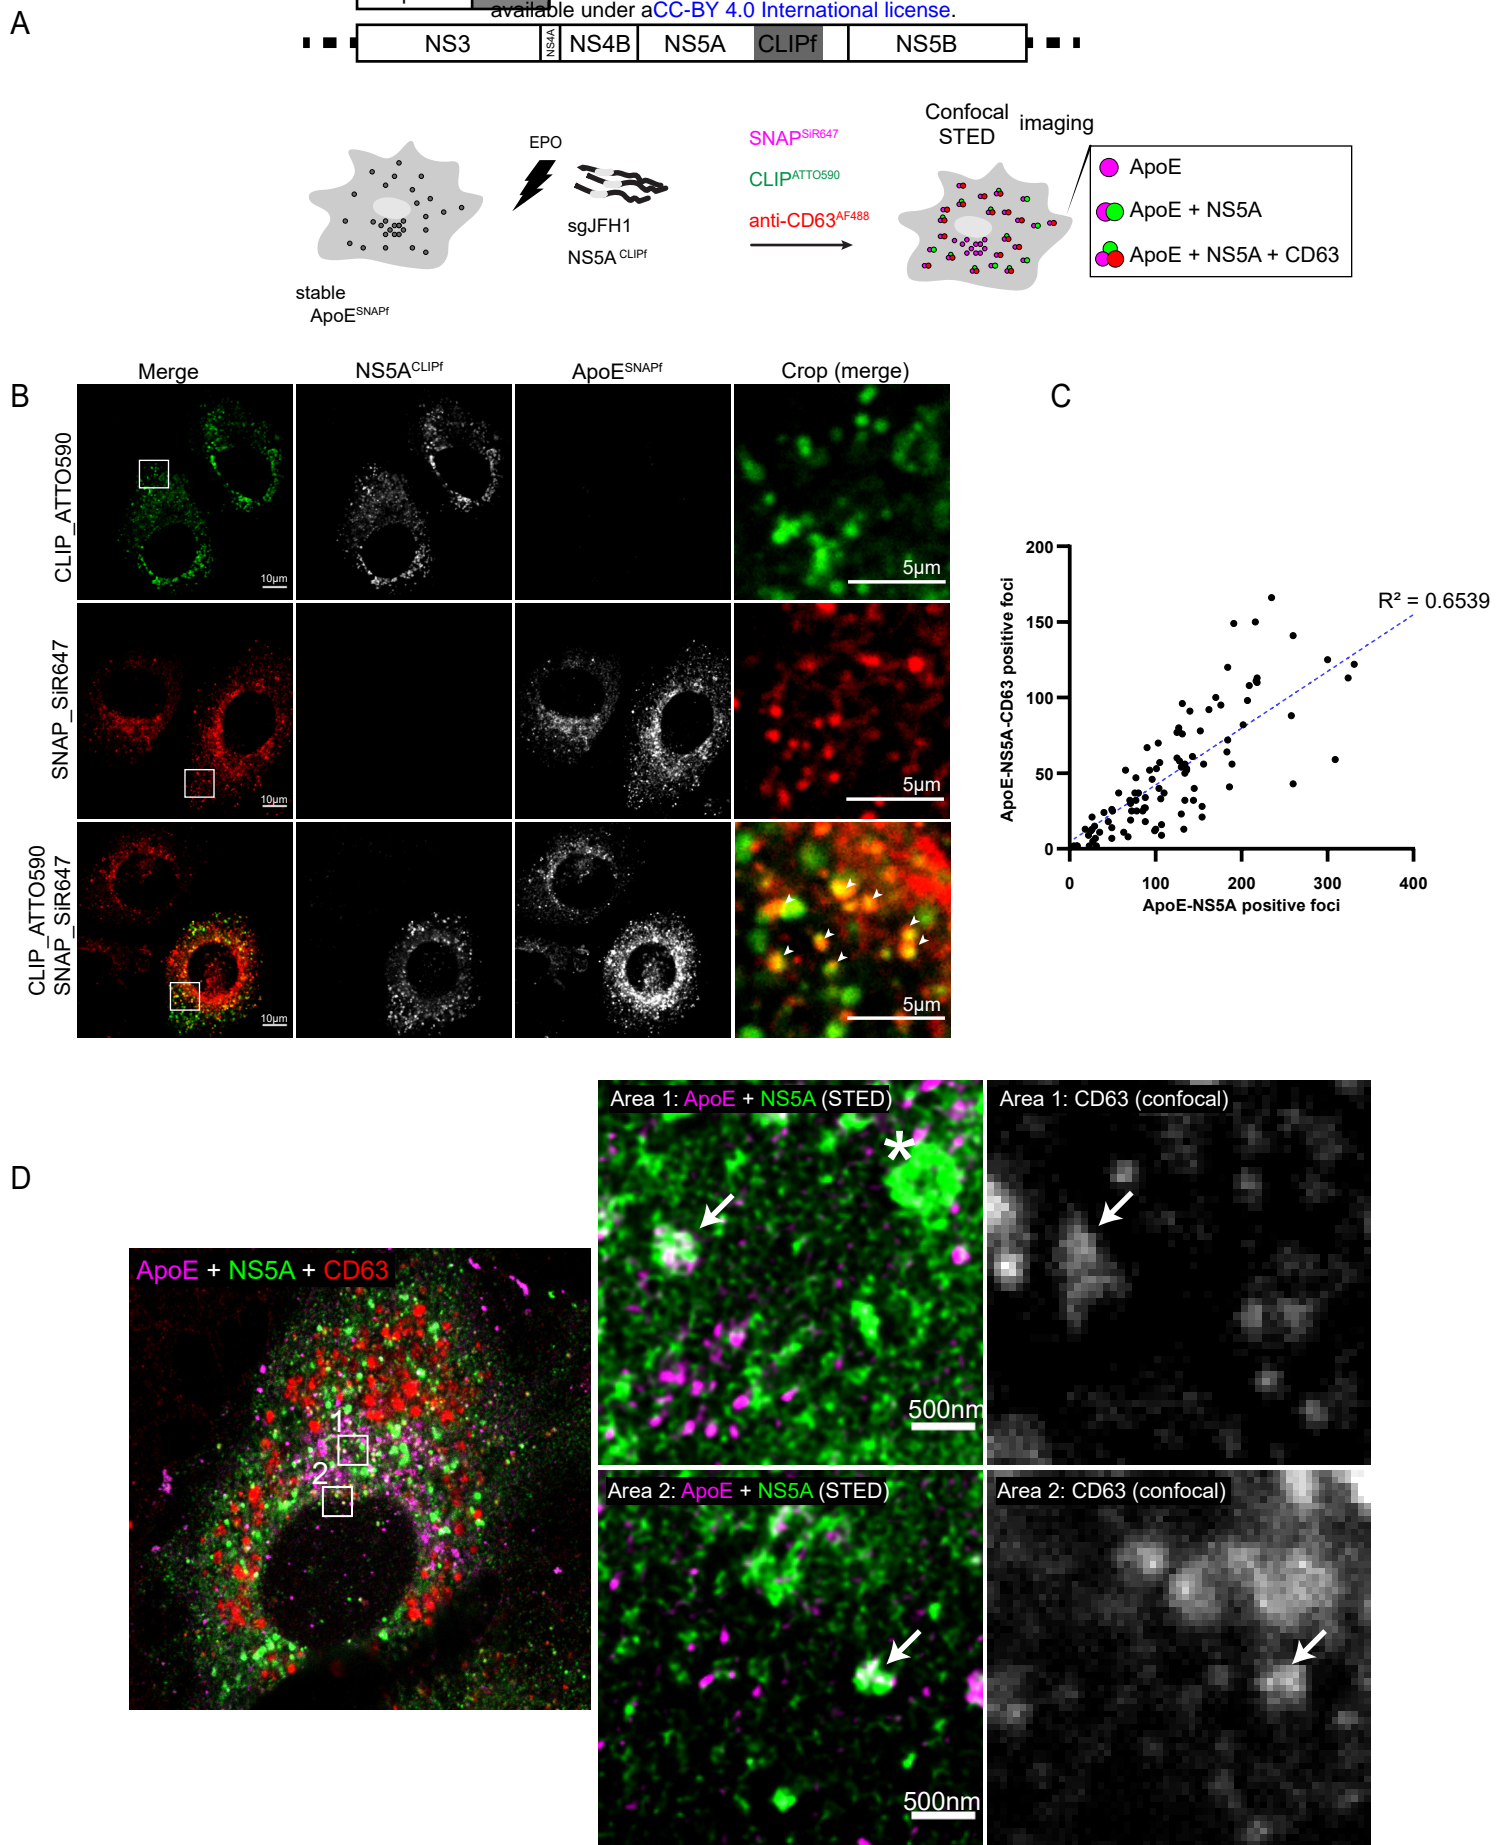 available under aCC-BY 4.0 International license.
A
NS3 NS4A NS4B NS5A CLIPf NS5B
EPO
sgJFH1
NS5A CLIPf
stable
ApoE SNAPf
SNAP SiR647
CLIP ATTO590
anti-CD63 AF488
Confocal
STED
imaging
ApoE
ApoE + NS5A
ApoE + NS5A + CD63
B
Merge NS5A CLIPf ApoE SNAPf Crop (merge)
CLIP_ATTO590
10µm
5µm
SNAP_SiR647
10µm
5µm
CLIP_ATTO590
SNAP_SiR647
10µm
5µm
C
ApoE-NS5A-CD63 positive foci
200
150
100
50
0
R² = 0.6539
0 100 200 300 400
ApoE-NS5A positive foci
D
ApoE + NS5A + CD63
1
2
Area 1: ApoE + NS5A (STED)
*
500nm
Area 1: CD63 (confocal)
Area 2: ApoE + NS5A (STED)
500nm
Area 2: CD63 (confocal)